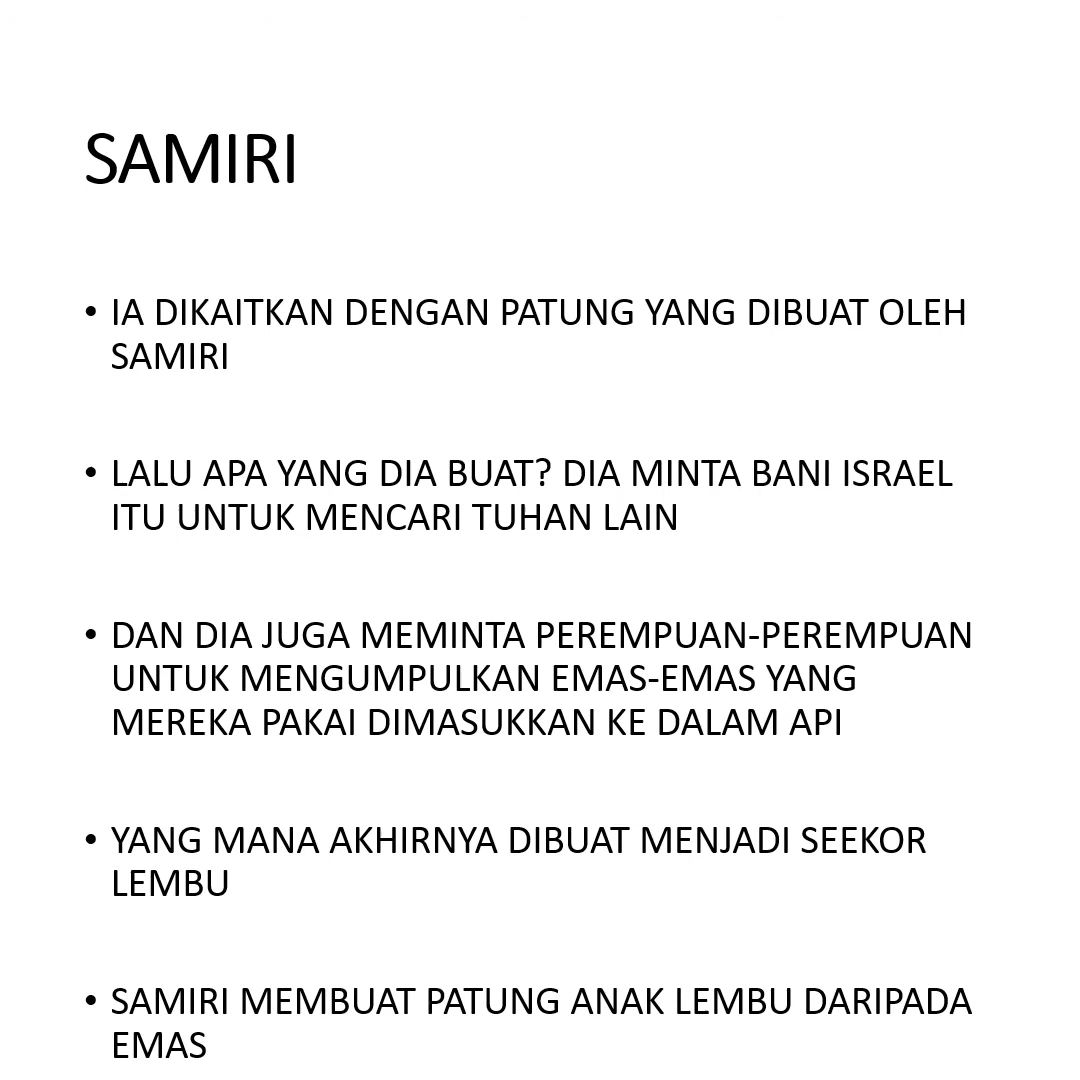 SAMIRI
• IA DIKAITKAN DENGAN PATUNG YANG DIBUAT OLEH
SAMIRI
• LALU APA YANG DIA BUAT? DIA MINTA BANI ISRAEL
ITU UNTUK MENCARI TUHAN LAIN
• DAN DIA JUGA MEMINTA PEREMPUAN-PEREMPUAN
UNTUK MENGUMPULKAN EMAS-EMAS YANG
MEREKA PAKAI DIMASUKKAN KE DALAM API
• YANG MANA AKHIRNYA DIBUAT MENJADI SEEKOR
LEMBU
• SAMIRI MEMBUAT PATUNG ANAK LEMBU DARIPADA
EMAS